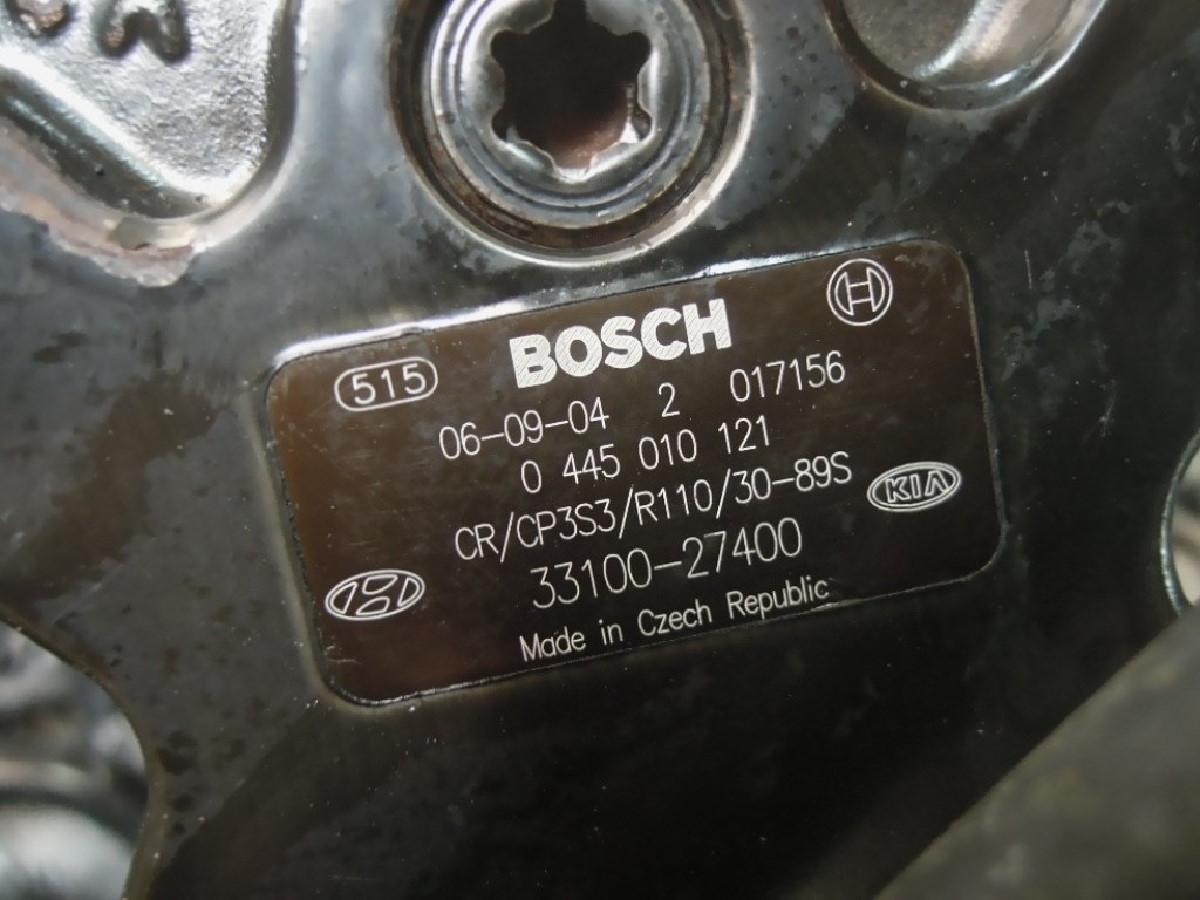 BOSCH
515
06-09-04 2 017156
0 445 010 121
CR/CP3S3/R110/30-89S
KIA
33100-27400
Made in Czech Republic